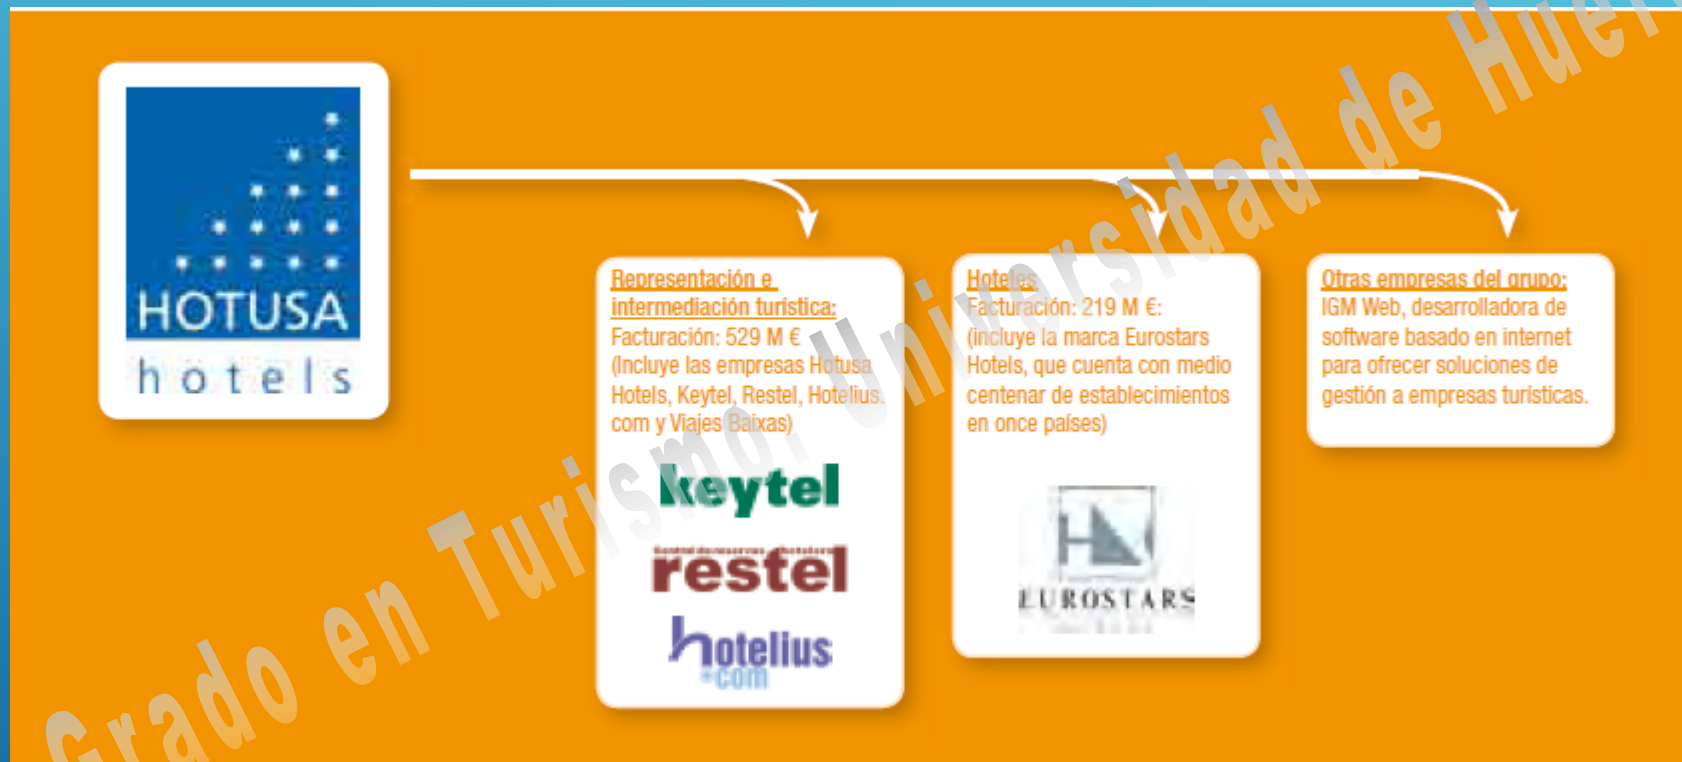 HOTUSA
hotels
Representación e
intermediación turística:
Facturación: 529 M €
(Incluye las empresas Hotusa
Hotels, Keytel, Restel, Hotelius.
com y Viajes Baixas)
keytel
restel
hotelius
•com
Hoteles:
Facturación: 219 M €:
(incluye la marca Eurostars
Hotels, que cuenta con medio
centenar de establecimientos
en once países)
EUROSTARS
Otras empresas del grupo:
IGM Web, desarrolladora de
software basado en internet
para ofrecer soluciones de
gestión a empresas turísticas.
Grado en Turismo. Universidad de